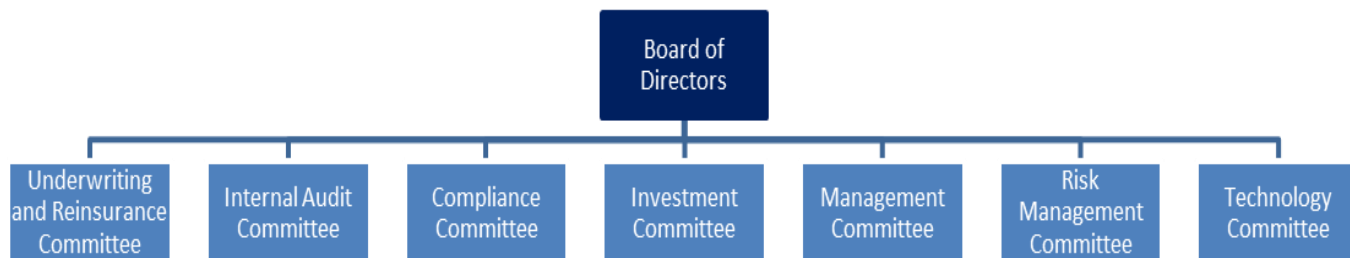 Board of
Directors
Underwriting
and Reinsurance
Committee
Internal Audit
Committee
Compliance
Committee
Investment
Committee
Management
Committee
Risk
Management
Committee
Technology
Committee